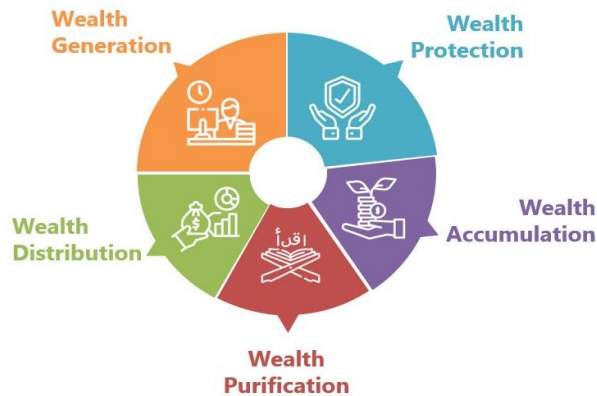 Wealth
Generation
Wealth
Protection
Wealth
Accumulation
Wealth
Purification
Wealth
Distribution
اقرأ
$